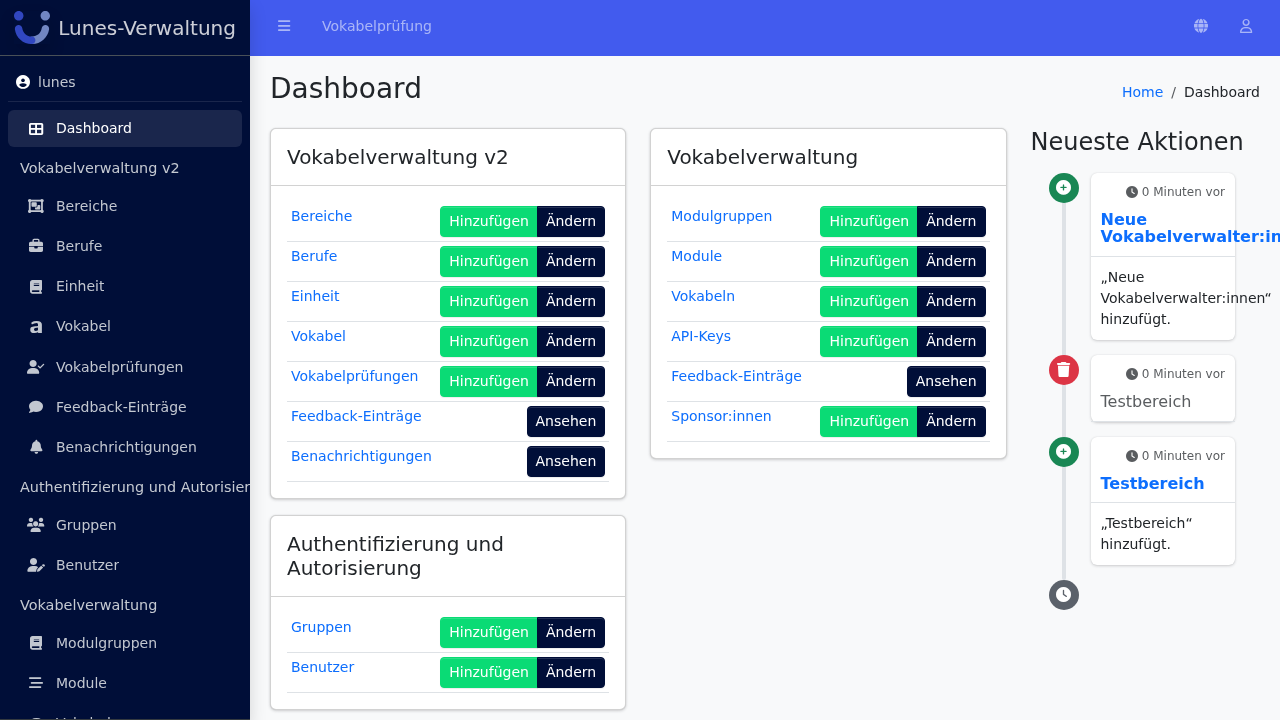 Lunes-Verwaltung
lunes
Dashboard
Vokabelverwaltung v2
Bereiche
Berufe
Einheit
Vokabel
Vokabelprüfungen
Feedback-Einträge
Benachrichtigungen
Authentifizierung und Autorisier
Gruppen
Benutzer
Vokabelverwaltung
Modulgruppen
Module
Vokabelprüfung
Dashboard
Home / Dashboard
Vokabelverwaltung v2
Bereiche Hinzufügen Ändern
Berufe Hinzufügen Ändern
Einheit Hinzufügen Ändern
Vokabel Hinzufügen Ändern
Vokabelprüfungen Hinzufügen Ändern
Feedback-Einträge Ansehen
Benachrichtigungen Ansehen
Authentifizierung und
Autorisierung
Gruppen Hinzufügen Ändern
Benutzer Hinzufügen Ändern
Vokabelverwaltung
Modulgruppen Hinzufügen Ändern
Module Hinzufügen Ändern
Vokabeln Hinzufügen Ändern
API-Keys Hinzufügen Ändern
Feedback-Einträge Ansehen
Sponsor:innen Hinzufügen Ändern
Neueste Aktionen
0 Minuten vor
Neue
Vokabelverwalter:in
„Neue
Vokabelverwalter:innen“
hinzufügt.
0 Minuten vor
Testbereich
0 Minuten vor
Testbereich
„Testbereich“
hinzufügt.